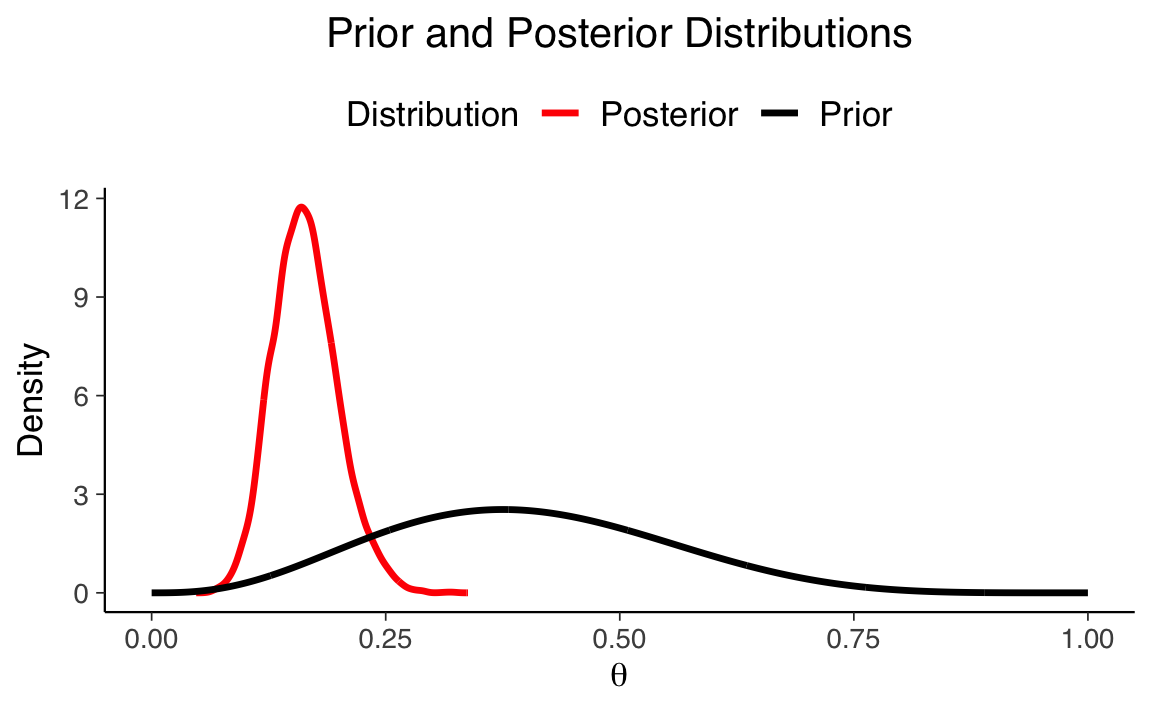 Prior and Posterior Distributions
Distribution Posterior Prior
12
9
6
3
0
Density
0.00 0.25 0.50 0.75 1.00
θ